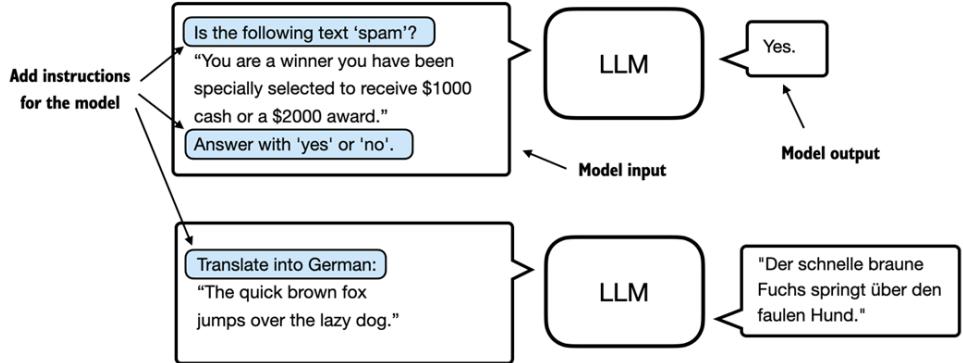 Add instructions
for the model
Is the following text ‘spam’?
“You are a winner you have been
specially selected to receive $1000
cash or a $2000 award.”
Answer with 'yes' or 'no'.
LLM
Yes.
Model input
Model output
Translate into German:
“The quick brown fox
jumps over the lazy dog.”
LLM
"Der schnelle braune
Fuchs springt über den
faulen Hund."